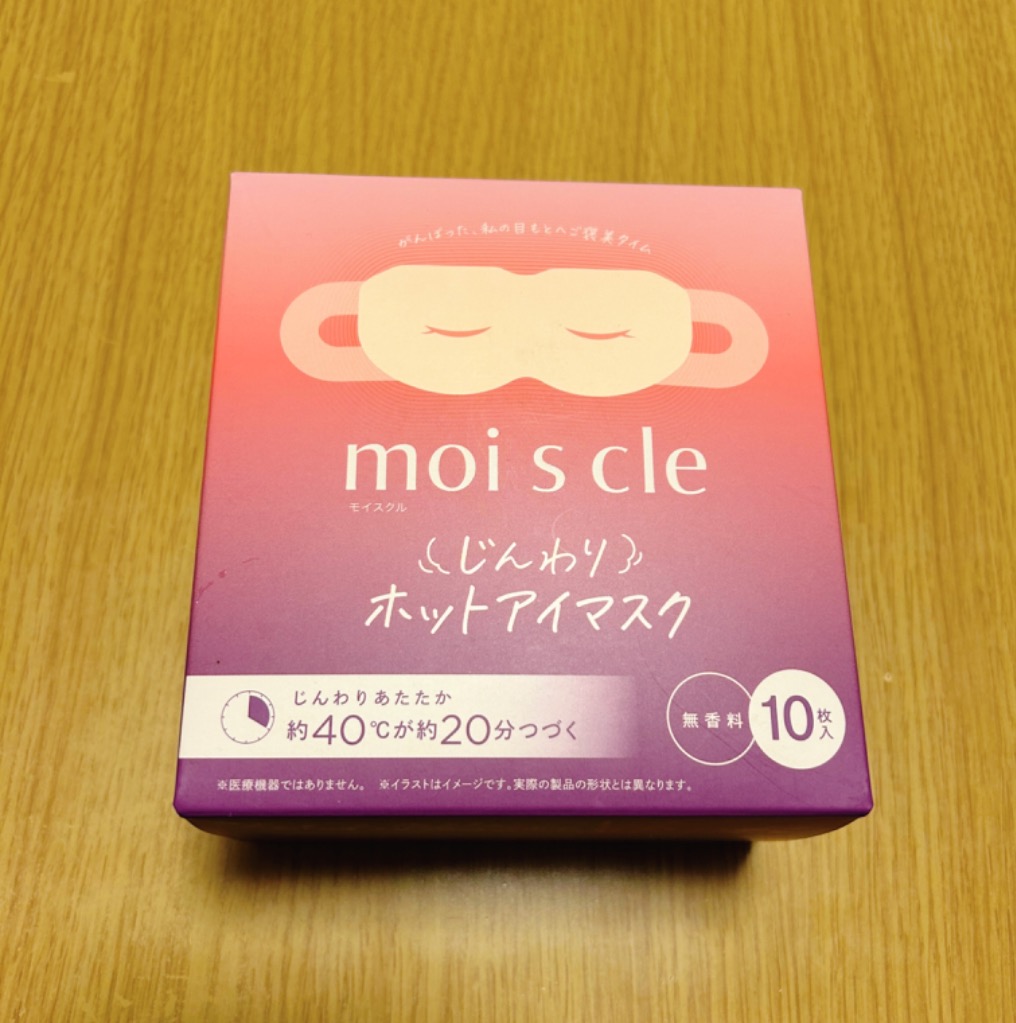 がんばった、私の目もとへご褒美タイム
moi s cle
モイスクル
じんわり
ホットアイマスク
じんわりあたたか
約40℃が約20分つづく
無香料
10枚入
※医療機器ではありません。 ※イラストはイメージです。実際の製品の形状とは異なります。